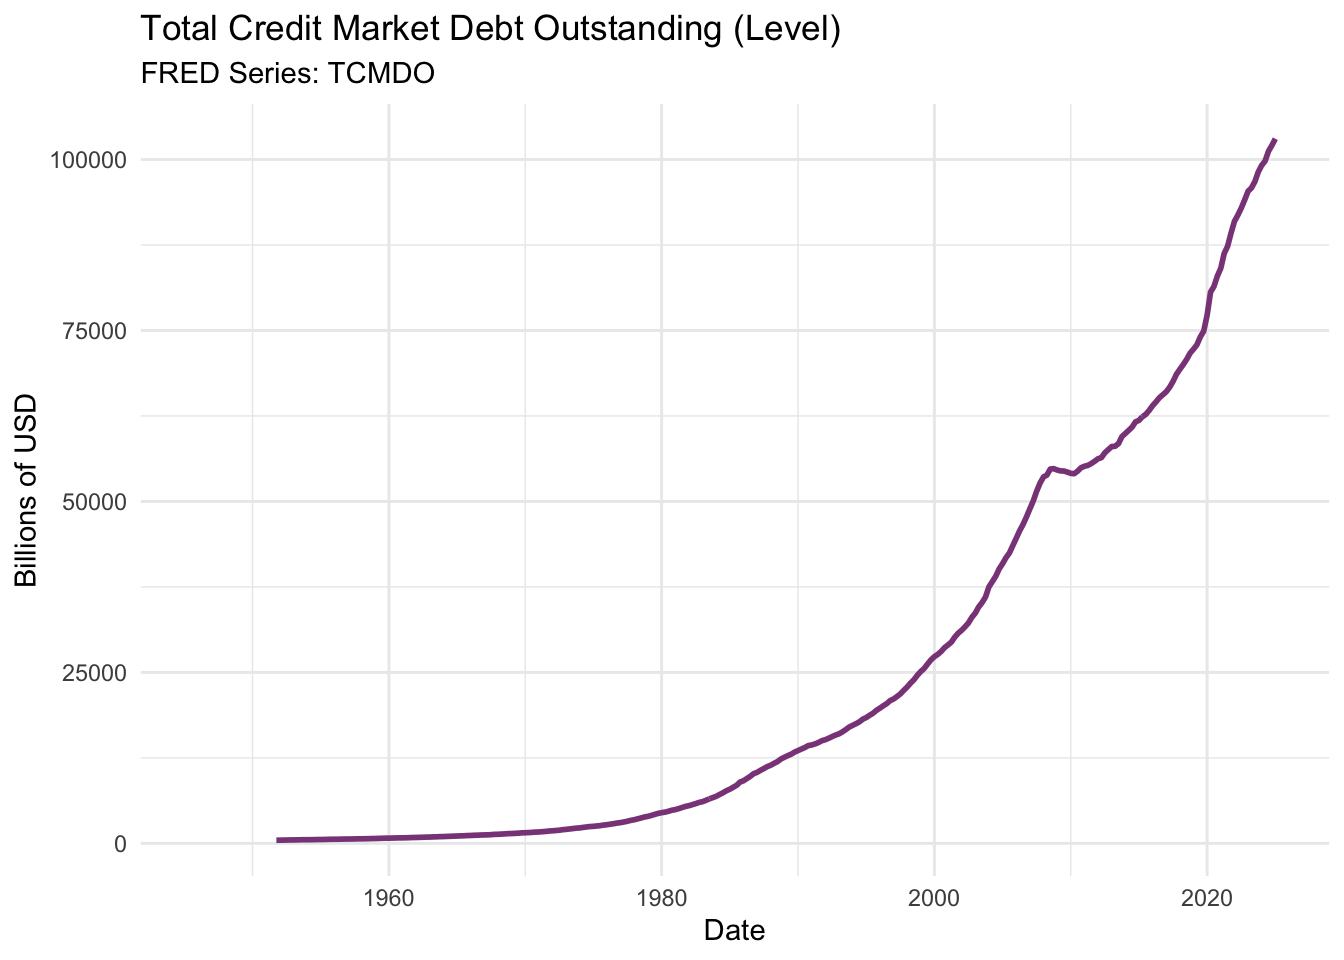 Total Credit Market Debt Outstanding (Level)
FRED Series: TCMDO
100000
75000
50000
25000
0
Billions of USD
1960 1980 2000 2020
Date